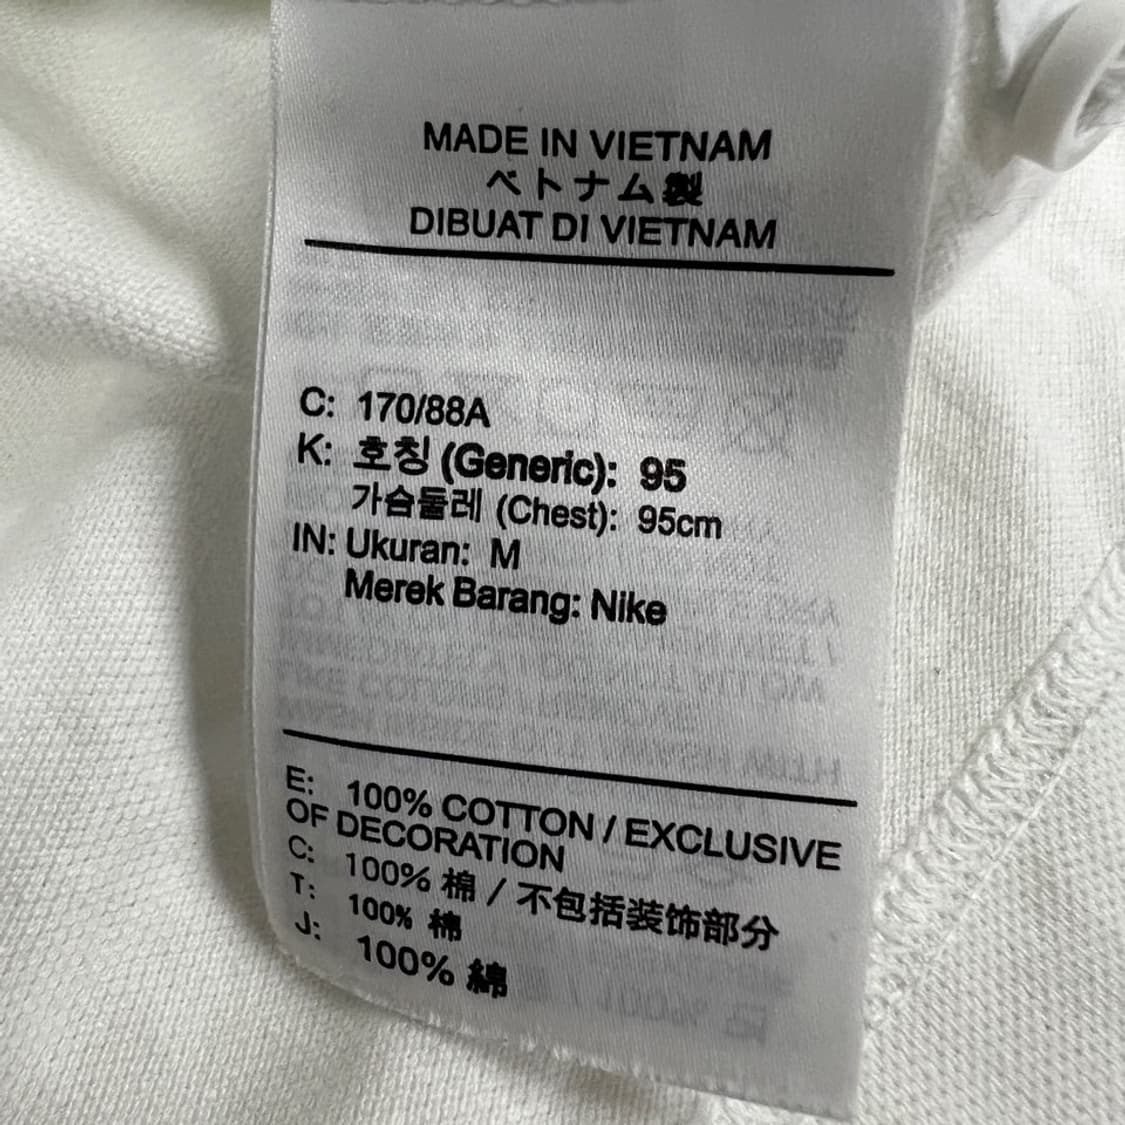 MADE IN VIETNAM
ベトナム製
DIBUAT DI VIETNAM
C: 170/88A
K: 호칭 (Generic): 95
가슴둘레 (Chest): 95cm
IN: Ukuran: M
Merek Barang: Nike
E: 100% COTTON / EXCLUSIVE
OF DECORATION
C: 100% 棉 / 不包括装饰部分
T: 100% 棉
J: 100% 綿